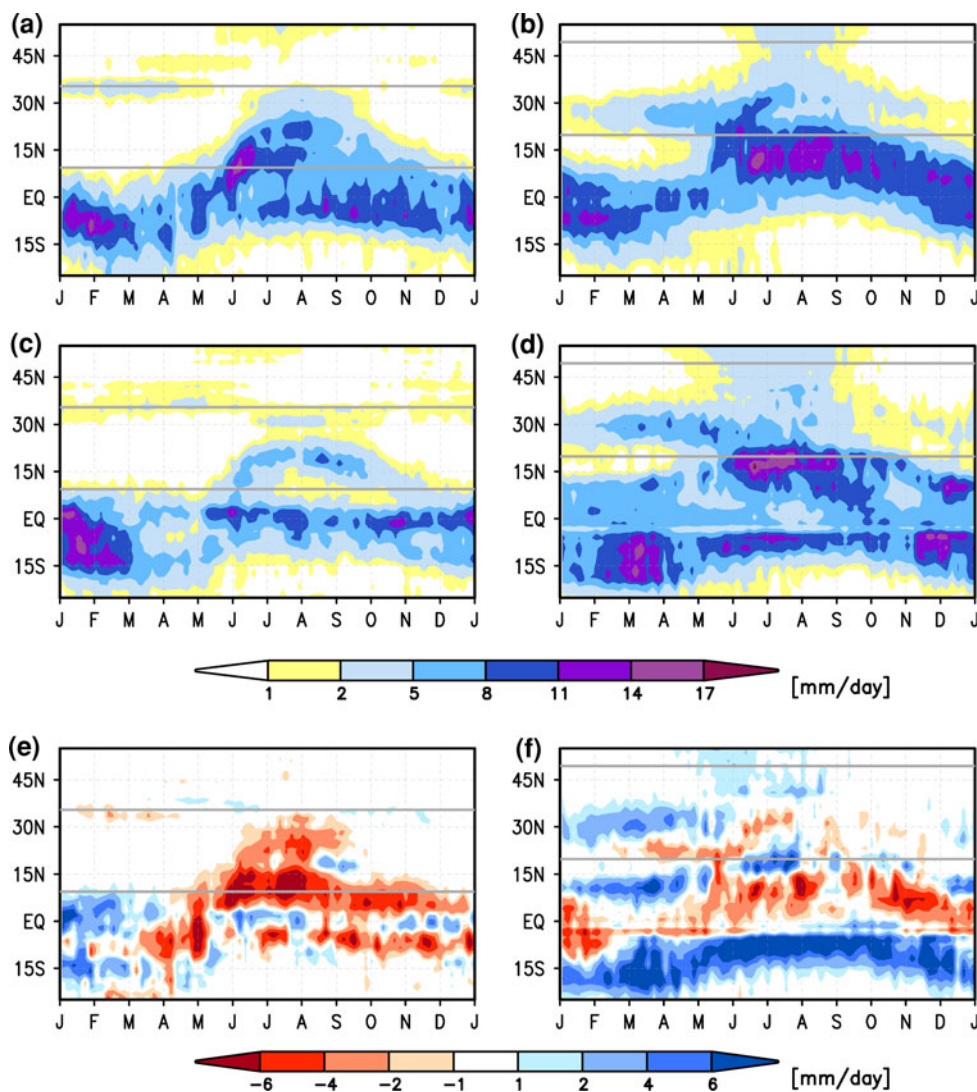 (a)
(b)
45N
30N
15N
EQ
15S
J F M A M J J A S O N D J
45N
30N
15N
EQ
15S
J F M A M J J A S O N D J
(c)
(d)
45N
30N
15N
EQ
15S
J F M A M J J A S O N D J
45N
30N
15N
EQ
15S
J F M A M J J A S O N D J
1 2 5 8 11 14 17 [mm/day]
(e)
(f)
45N
30N
15N
EQ
15S
J F M A M J J A S O N D J
45N
30N
15N
EQ
15S
J F M A M J J A S O N D J
-6 -4 -2 -1 1 2 4 6 [mm/day]